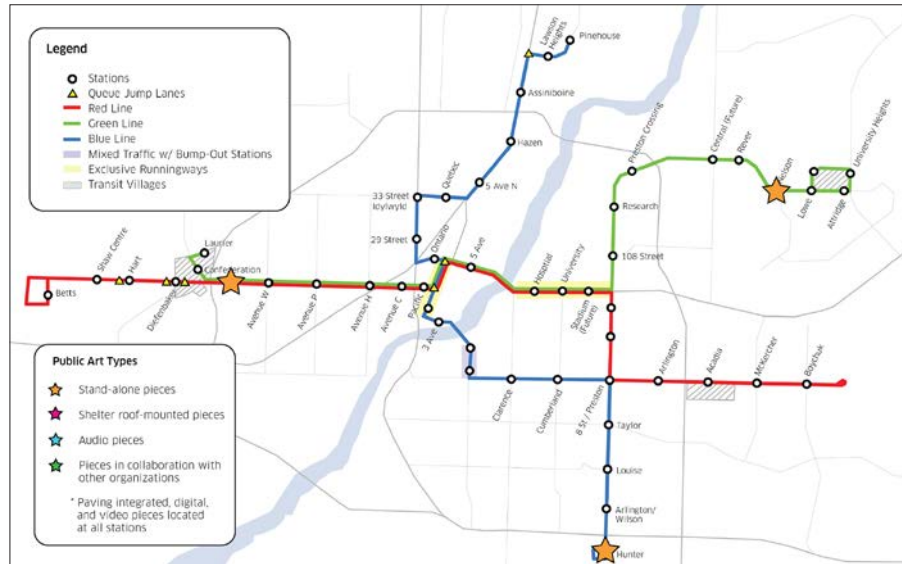 Legend
Stations
Queue Jump Lanes
Red Line
Green Line
Blue Line
Mixed Traffic w/ Bump-Out Stations
Exclusive Runningways
Transit Villages
Lawson
Heights
Pinehouse
Assiniboine
Hazen
5 Ave N
Quebec
33 Street
Idylwyld
29 Street
Ontario
5 Ave
Preston Crossing
Central (Future)
University Heights
Lowe
Attridge
Research
108 Street
Shaw Centre
Hart
Betts
Diefenbaker
Laurier
Confederation
Avenue W
Avenue P
Avenue H
Avenue C
Pacific
3 Ave
Hospital
University
Stadium
(Future)
Arlington
Acadia
McKercher
Boychuk
Clarence
Cumberland
8 St / Preston
Taylor
Louise
Arlington/
Wilson
Hunter
Public Art Types
Stand-alone pieces
Shelter roof-mounted pieces
Audio pieces
Pieces in collaboration with
other organizations
* Paving integrated, digital,
and video pieces located
at all stations